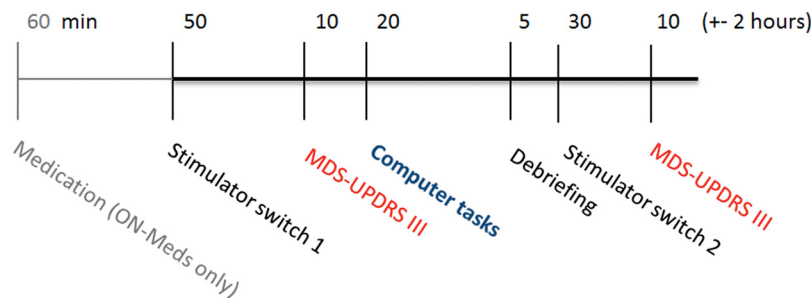 60 min 50 10 20 5 30 10 (+- 2 hours)
Medication (ON-Meds only)
Stimulator switch 1
MDS-UPDRS III
Computer tasks
Debriefing
Stimulator switch 2
MDS-UPDRS III